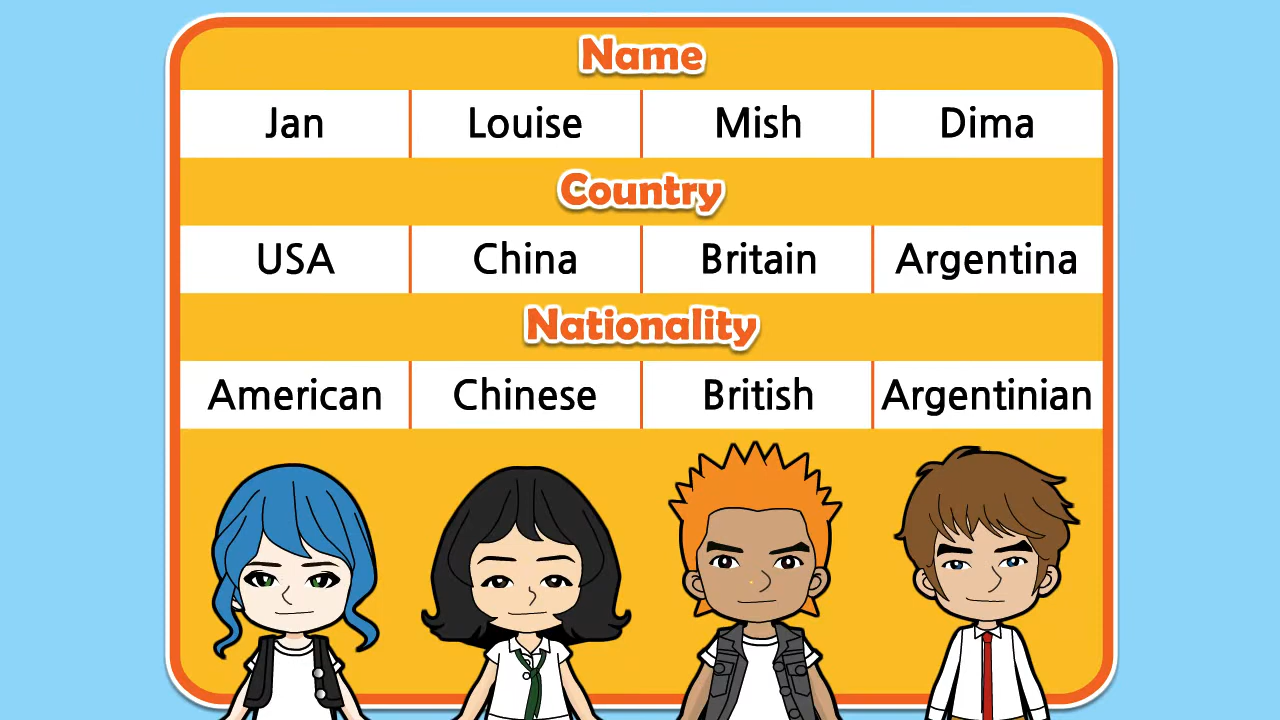 Name
Jan Louise Mish Dima
Country
USA China Britain Argentina
Nationality
American Chinese British Argentinian